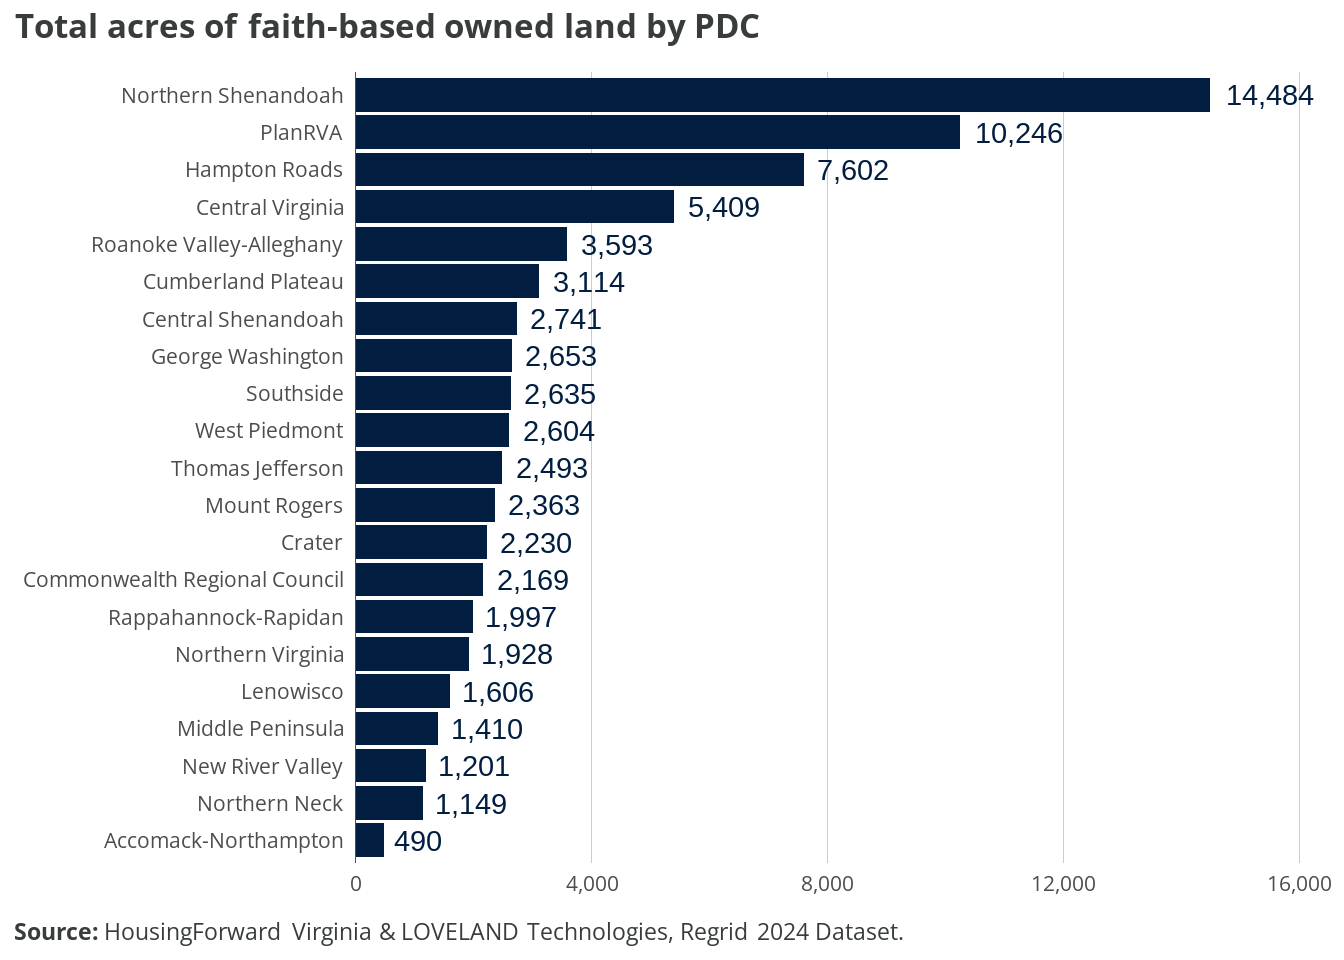 Total acres of faith-based owned land by PDC
Northern Shenandoah 14,484
PlanRVA 10,246
Hampton Roads 7,602
Central Virginia 5,409
Roanoke Valley-Alleghany 3,593
Cumberland Plateau 3,114
Central Shenandoah 2,741
George Washington 2,653
Southside 2,635
West Piedmont 2,604
Thomas Jefferson 2,493
Mount Rogers 2,363
Crater 2,230
Commonwealth Regional Council 2,169
Rappahannock-Rapidan 1,997
Northern Virginia 1,928
Lenowisco 1,606
Middle Peninsula 1,410
New River Valley 1,201
Northern Neck 1,149
Accomack-Northampton 490
0 4,000 8,000 12,000 16,000
Source: HousingForward Virginia & LOVELAND Technologies, Regrid 2024 Dataset.